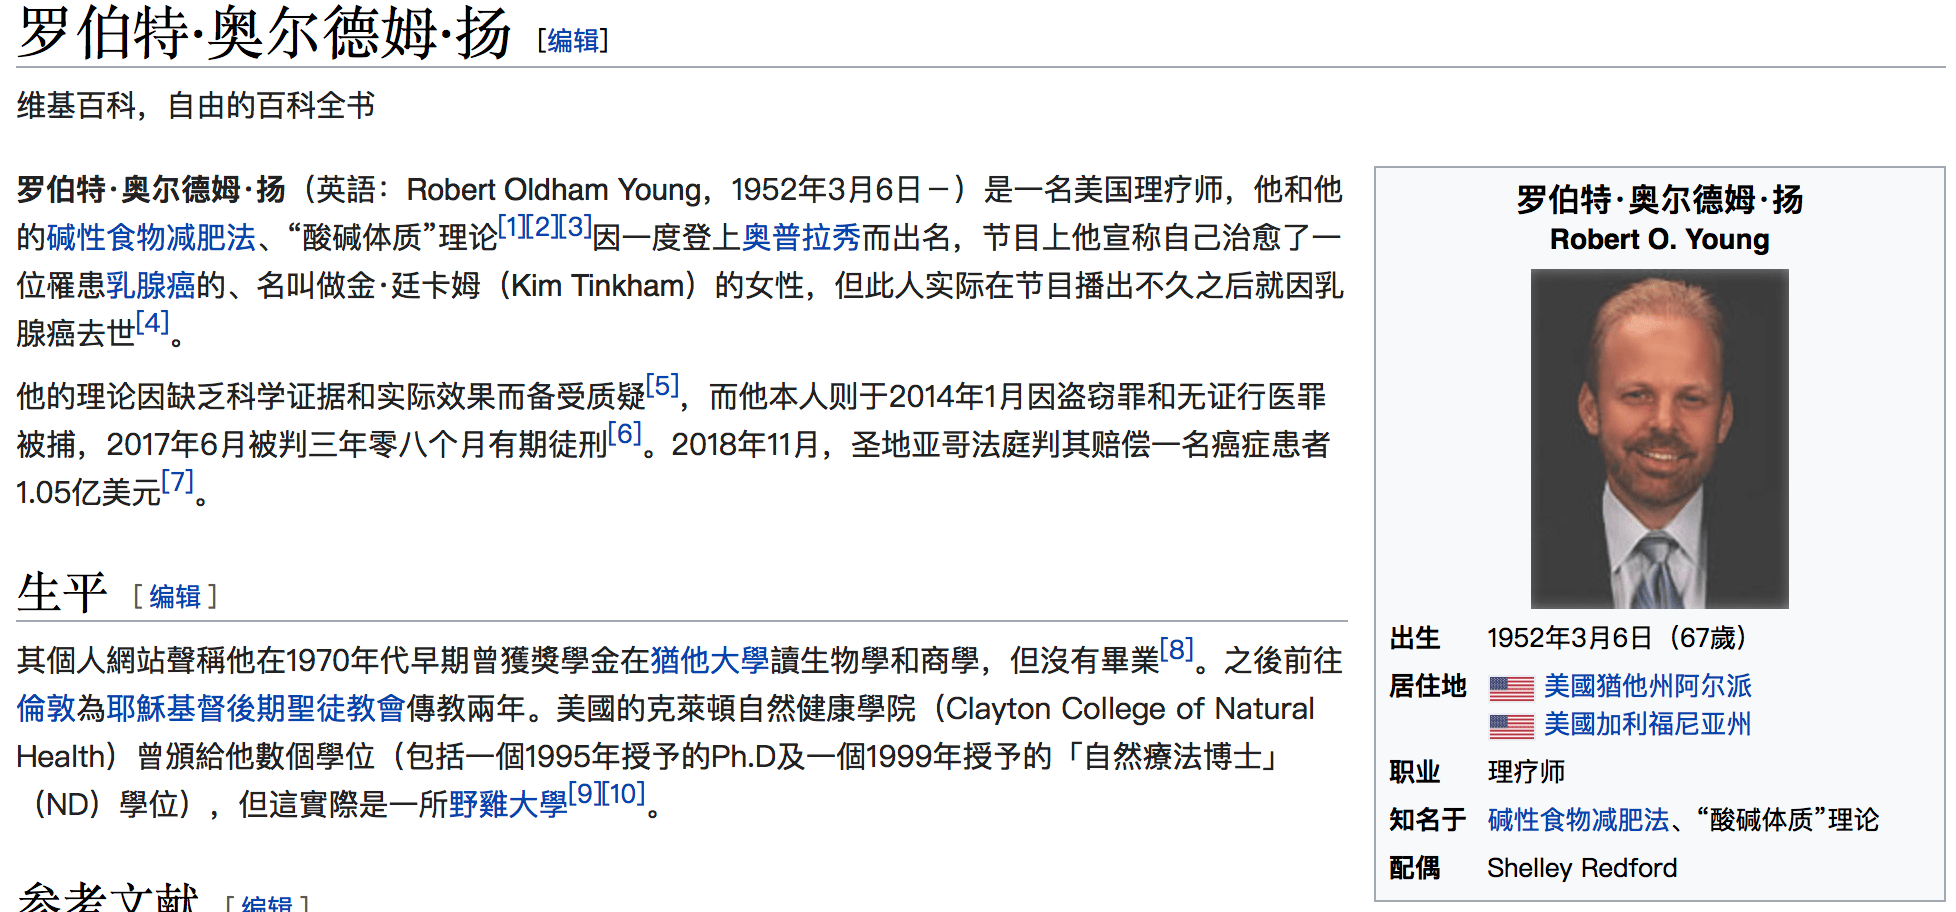 罗伯特·奥尔德姆·扬 [编辑]
维基百科，自由的百科全书
罗伯特·奥尔德姆·扬（英語：Robert Oldham Young，1952年3月6日－）是一名美国理疗师，他和他
的碱性食物减肥法、“酸碱体质”理论[1][2][3]因一度登上奥普拉秀而出名，节目上他宣称自己治愈了一
位罹患乳腺癌的、名叫做金·廷卡姆（Kim Tinkham）的女性，但此人实际在节目播出不久之后就因乳
腺癌去世[4]。
他的理论因缺乏科学证据和实际效果而备受质疑[5]，而他本人则于2014年1月因盗窃罪和无证行医罪
被捕，2017年6月被判三年零八个月有期徒刑[6]。2018年11月，圣地亚哥法庭判其赔偿一名癌症患者
1.05亿美元[7]。
生平 [ 编辑 ]
其個人網站聲稱他在1970年代早期曾獲獎學金在猶他大學讀生物學和商學，但沒有畢業[8]。之後前往
倫敦為耶穌基督後期聖徒教會傳教兩年。美國的克萊頓自然健康學院（Clayton College of Natural
Health）曾頒給他數個學位（包括一個1995年授予的Ph.D及一個1999年授予的「自然療法博士」
（ND）學位），但這實際是一所野雞大學[9][10]。
参考文献 [ 编辑 ]
罗伯特·奥尔德姆·扬
Robert O. Young
出生 1952年3月6日（67歲）
居住地 美國猶他州阿尔派
美國加利福尼亚州
职业 理疗师
知名于 碱性食物减肥法、“酸碱体质”理论
配偶 Shelley Redford